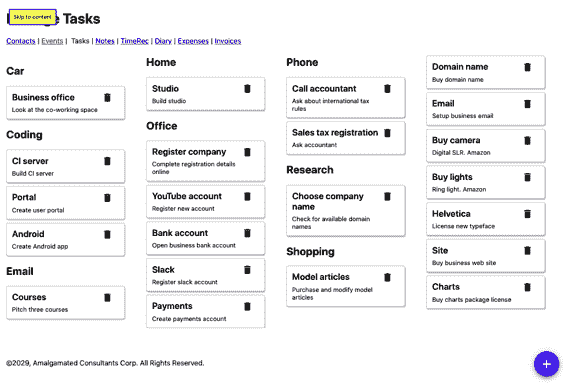 Skip to content
Tasks
Contacts | Events | Tasks | Notes | TimeRec | Diary | Expenses | Invoices
Car
Business office
Look at the co-working space
Coding
CI server
Build CI server
Portal
Create user portal
Android
Create Android app
Email
Courses
Pitch three courses
Home
Studio
Build studio
Office
Register company
Complete registration details
online
YouTube account
Register new account
Bank account
Open business bank account
Slack
Register slack account
Payments
Create payments account
Phone
Call accountant
Ask about international tax
rules
Sales tax registration
Ask accountant
Research
Choose company
name
Check for available domain
names
Shopping
Model articles
Purchase and modify model
articles
Domain name
Buy domain name
Email
Setup business email
Buy camera
Digital SLR. Amazon
Buy lights
Ring light. Amazon
Helvetica
License new typeface
Site
Buy business web site
Charts
Buy charts package license
©2029, Amalgamated Consultants Corp. All Rights Reserved.